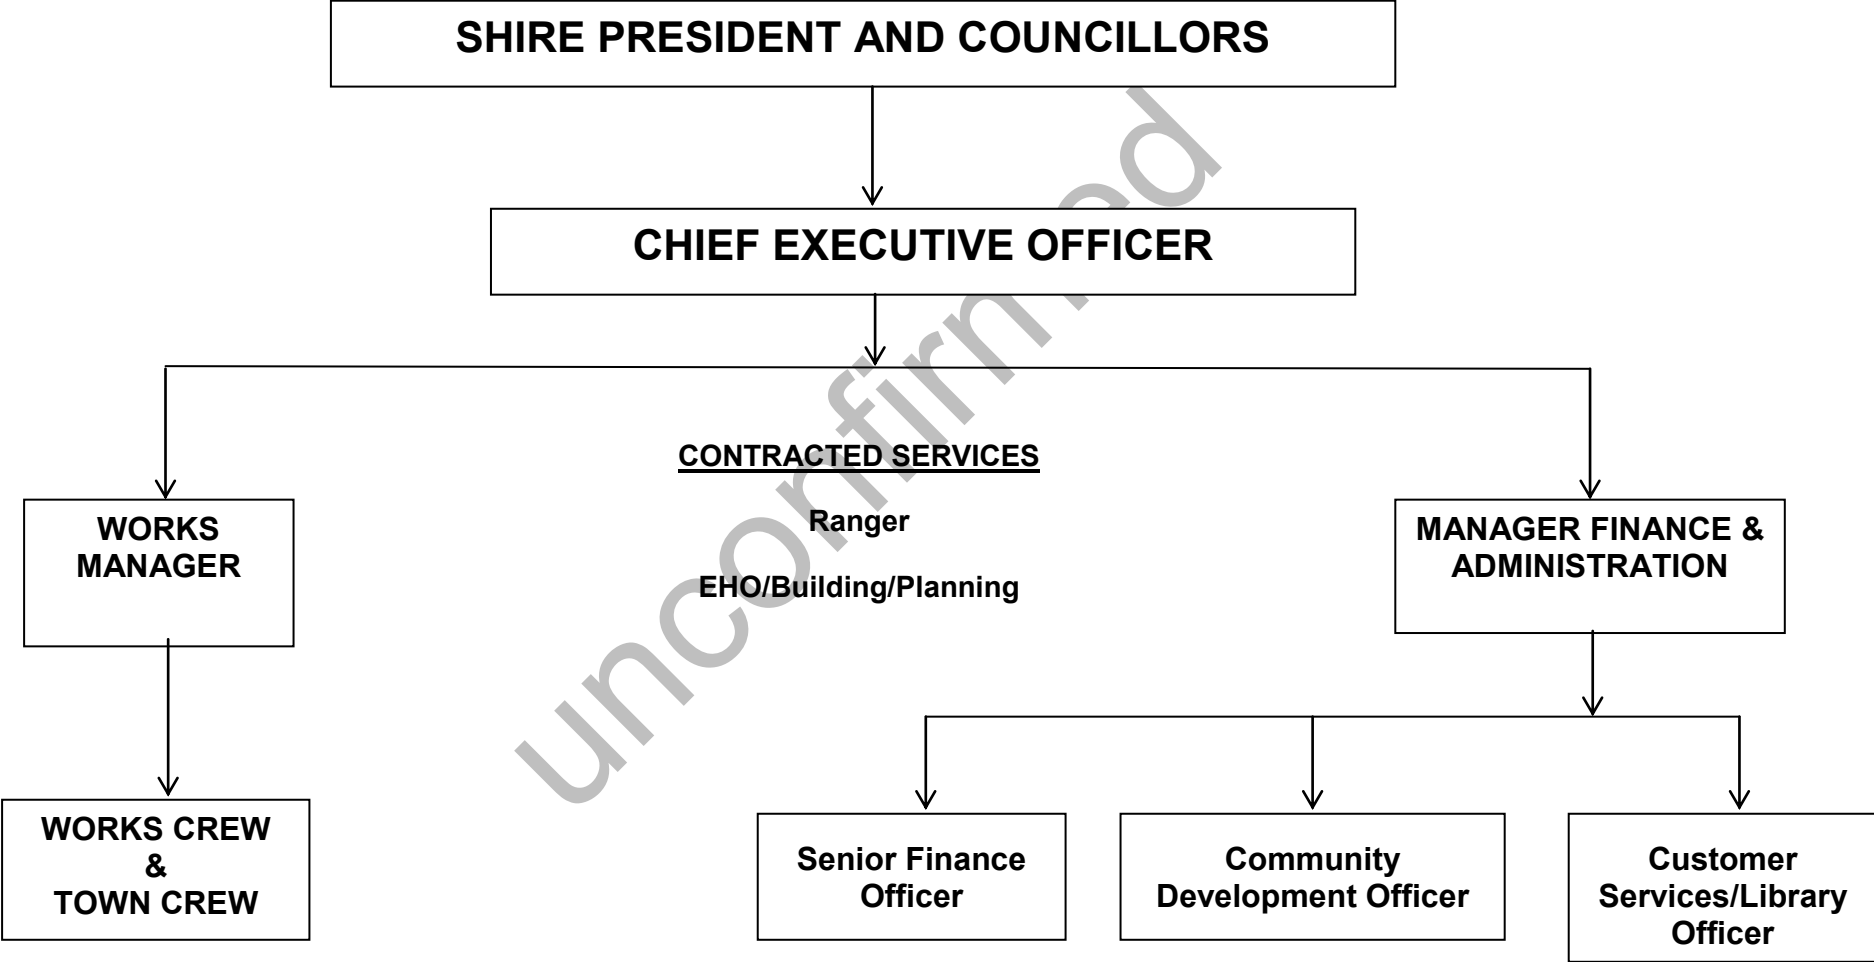 SHIRE PRESIDENT AND COUNCILLORS
CHIEF EXECUTIVE OFFICER
unconfirmed
CONTRACTED SERVICES
Ranger
EHO/Building/Planning
WORKS
MANAGER
MANAGER FINANCE &
ADMINISTRATION
WORKS CREW
&
TOWN CREW
Senior Finance
Officer
Community
Development Officer
Customer
Services/Library
Officer